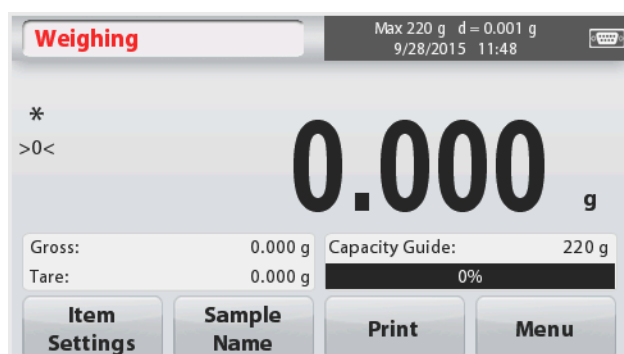 Weighing
Max 220 g d = 0.001 g
9/28/2015 11:48
*
>0<
0.000 g
Gross: 0.000 g
Tare: 0.000 g
Capacity Guide: 220 g
0%
Item Settings
Sample Name
Print
Menu